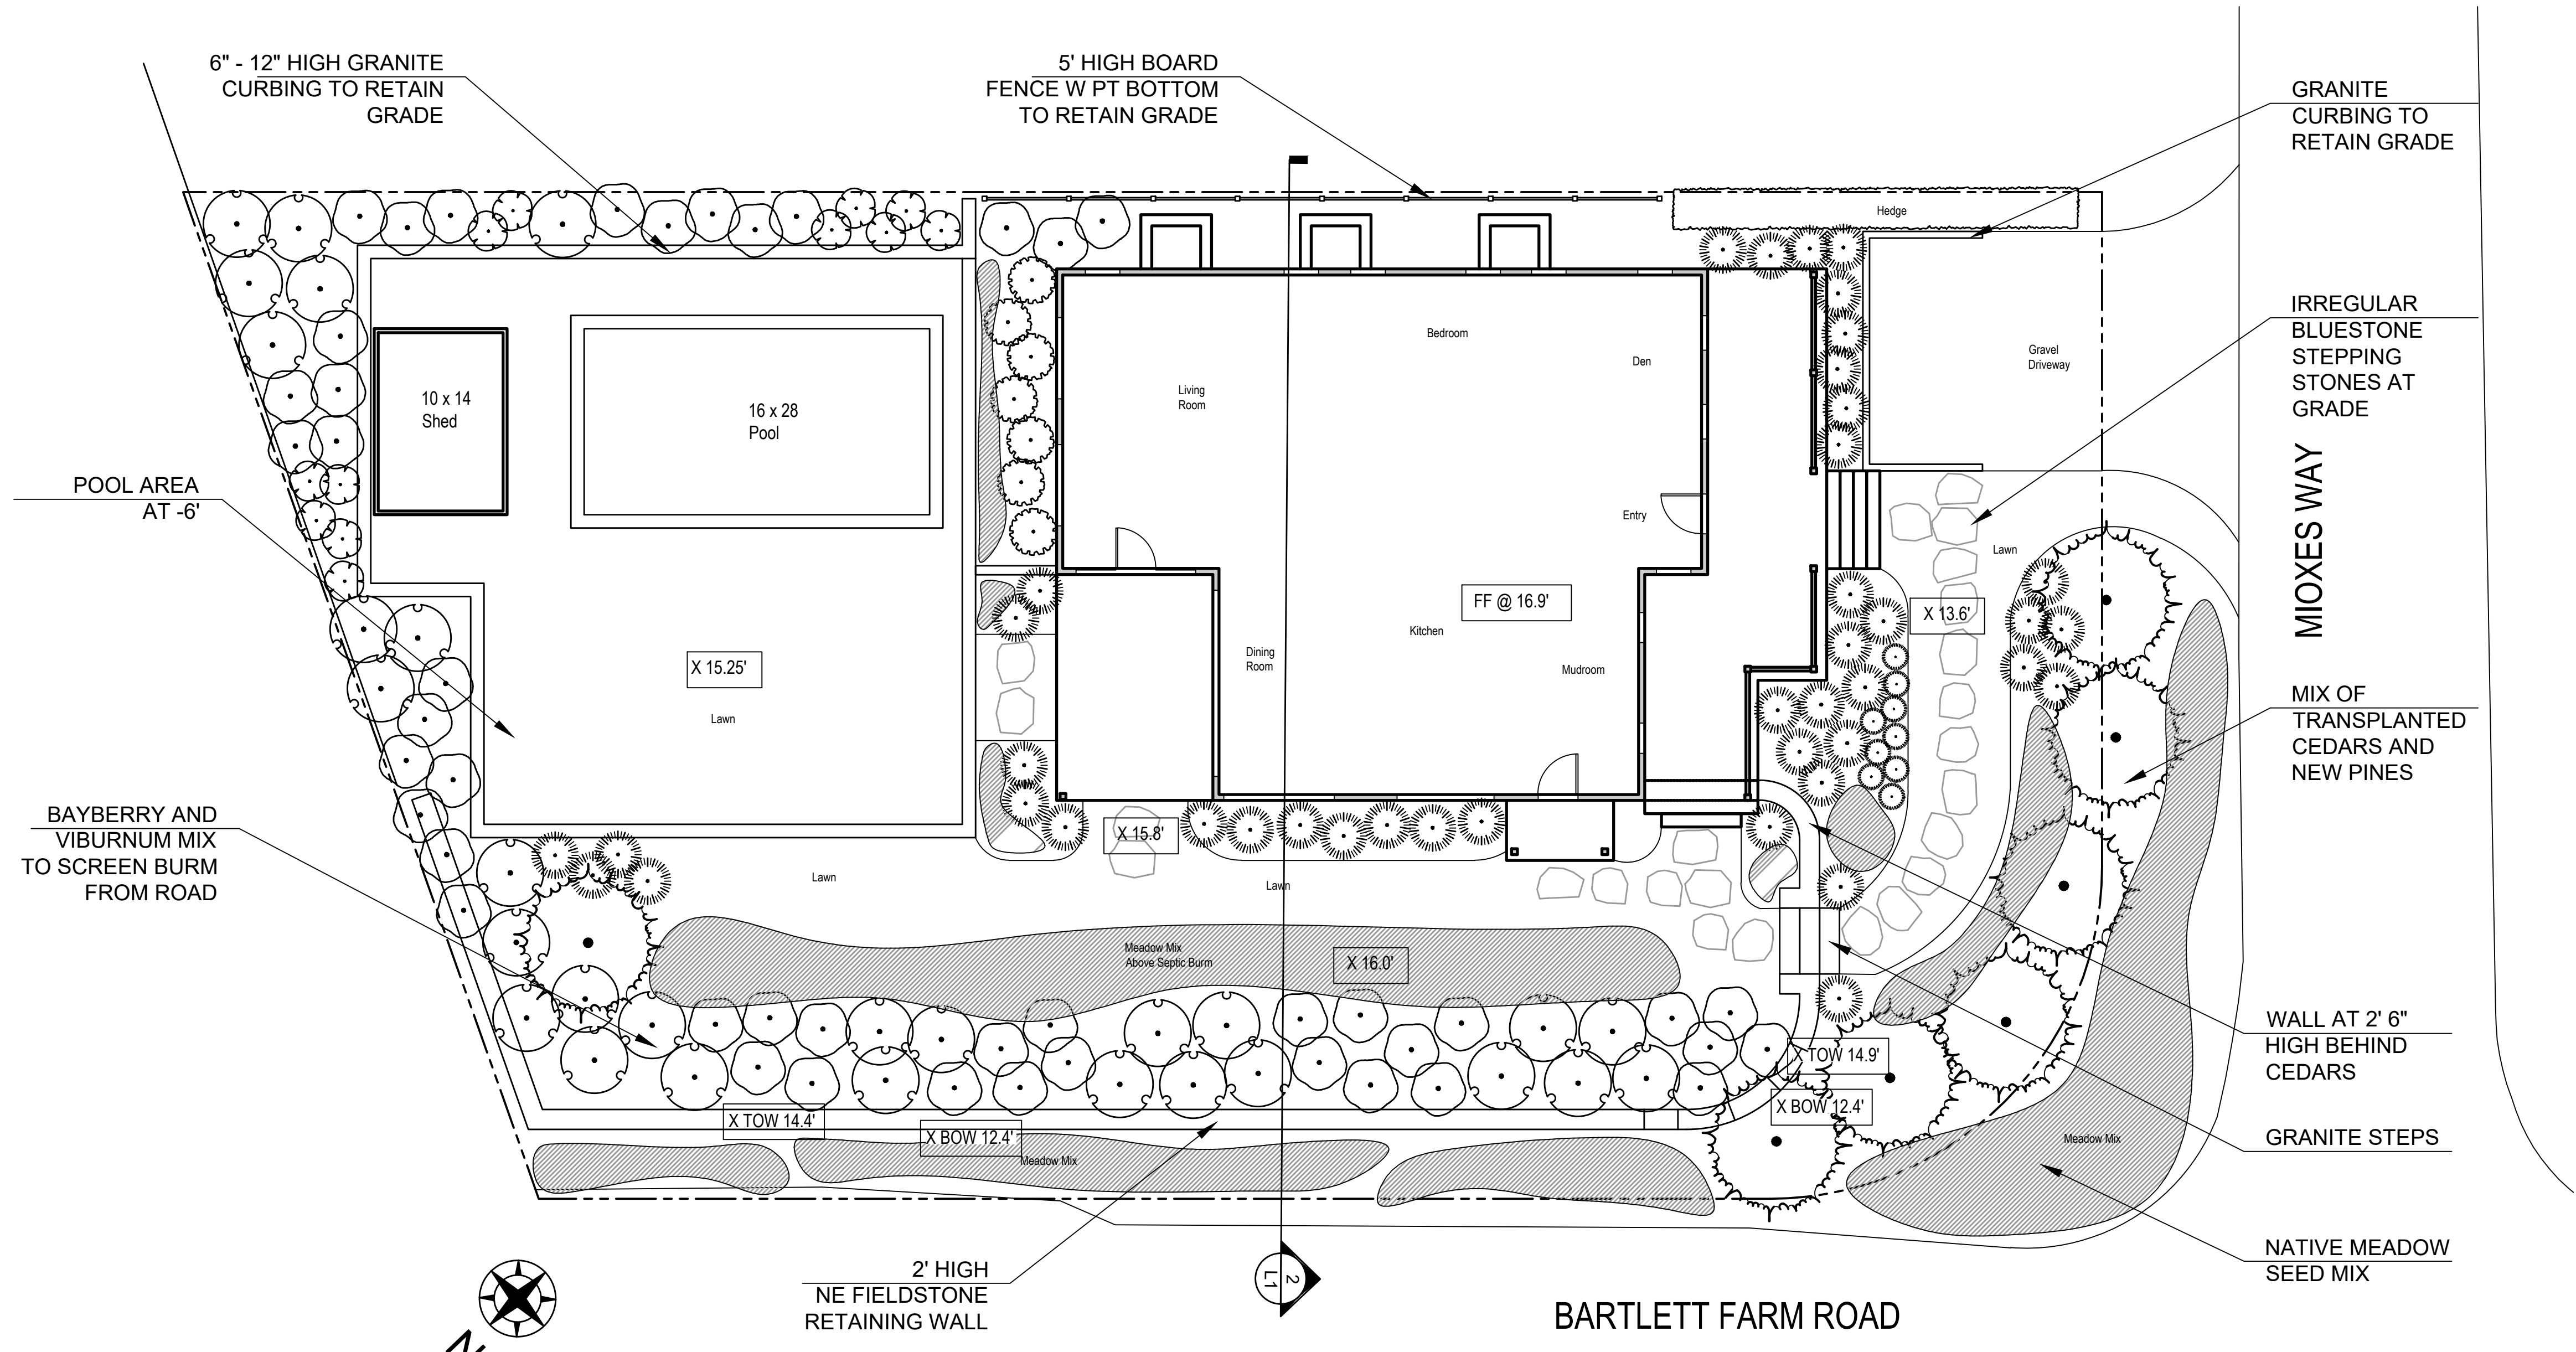 6" - 12" HIGH GRANITE
CURBING TO RETAIN
GRADE
5' HIGH BOARD
FENCE W PT BOTTOM
TO RETAIN GRADE
GRANITE
CURBING TO
RETAIN GRADE
Hedge
IRREGULAR
BLUESTONE
STEPPING
STONES AT
GRADE
Gravel
Driveway
Bedroom
Den
Living
Room
10 x 14
Shed
16 x 28
Pool
POOL AREA
AT -6'
Entry
Lawn
MIOXES WAY
FF @ 16.9'
X 13.6'
Kitchen
Dining
Room
Mudroom
X 15.25'
Lawn
MIX OF
TRANSPLANTED
CEDARS AND
NEW PINES
BAYBERRY AND
VIBURNUM MIX
TO SCREEN BURM
FROM ROAD
X 15.8'
Lawn
Lawn
Meadow Mix
Above Septic Burm
X 16.0'
WALL AT 2' 6"
HIGH BEHIND
CEDARS
X TOW 14.9'
X BOW 12.4'
X TOW 14.4'
X BOW 12.4'
Meadow Mix
Meadow Mix
GRANITE STEPS
NATIVE MEADOW
SEED MIX
2' HIGH
NE FIELDSTONE
RETAINING WALL
2
L1
BARTLETT FARM ROAD
N